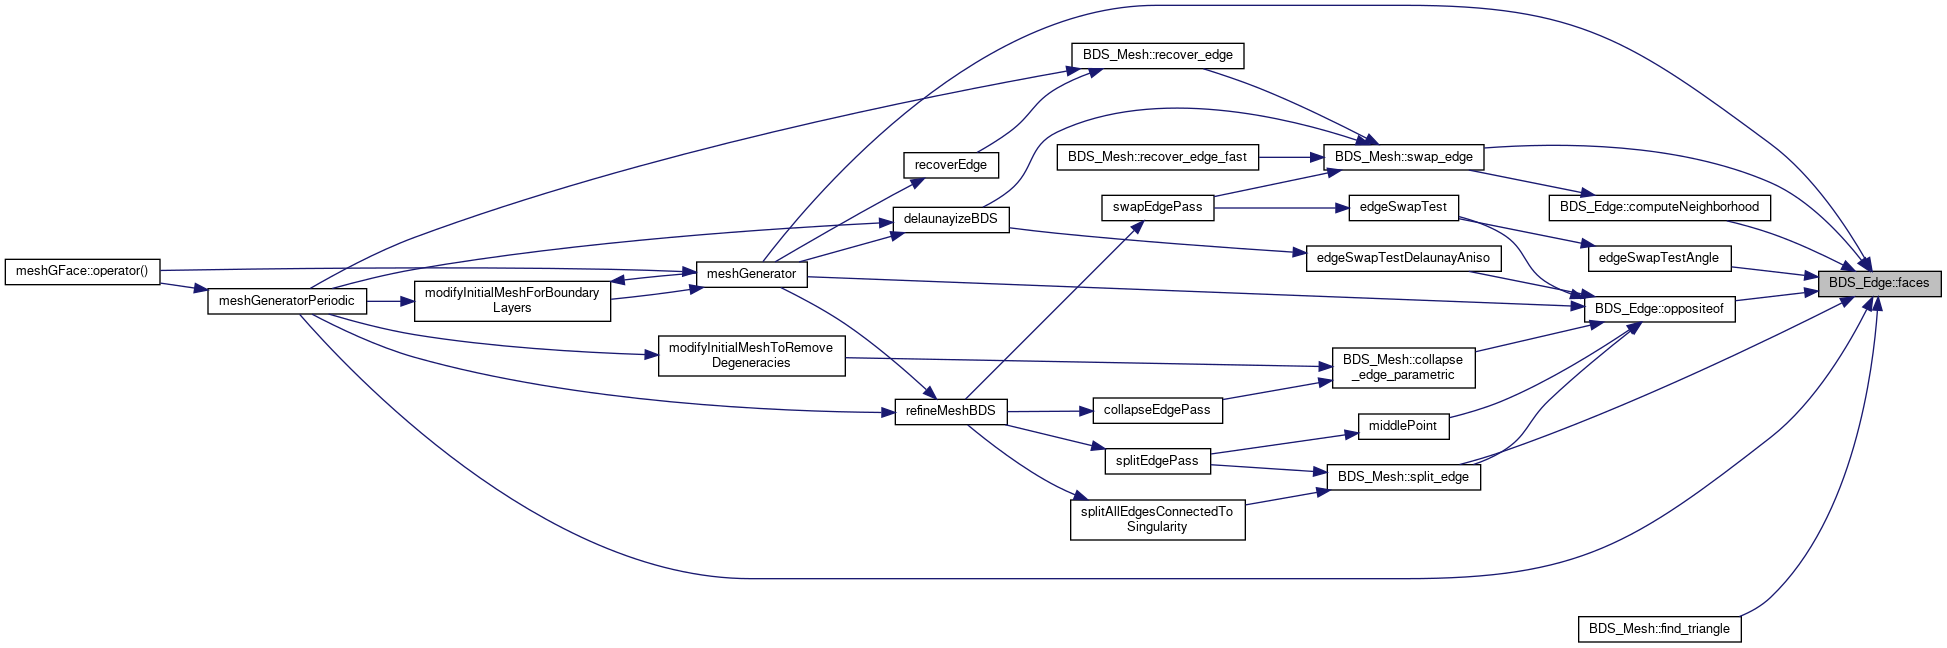 BDS_Mesh::recover_edge
recoverEdge
BDS_Mesh::recover_edge_fast
BDS_Mesh::swap_edge
swapEdgePass
edgeSwapTest
BDS_Edge::computeNeighborhood
delaunayizeBDS
edgeSwapTestDelaunayAniso
edgeSwapTestAngle
meshGFace::operator()
meshGenerator
BDS_Edge::faces
meshGeneratorPeriodic
modifyInitialMeshForBoundary
Layers
BDS_Edge::oppositeof
modifyInitialMeshToRemove
Degeneracies
BDS_Mesh::collapse
_edge_parametric
refineMeshBDS
collapseEdgePass
middlePoint
splitEdgePass
BDS_Mesh::split_edge
splitAllEdgesConnectedTo
Singularity
BDS_Mesh::find_triangle